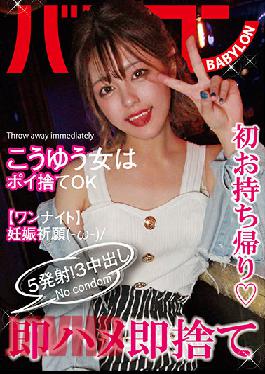 バビロン
BABYLON
Throw away immediately
こうゆう女は
ポイ捨てOK
【ワンナイト】
妊娠祈願(-ω-)/
初お持ち帰り♡
5発射!3中出し
No condom
即ハメ即捨て